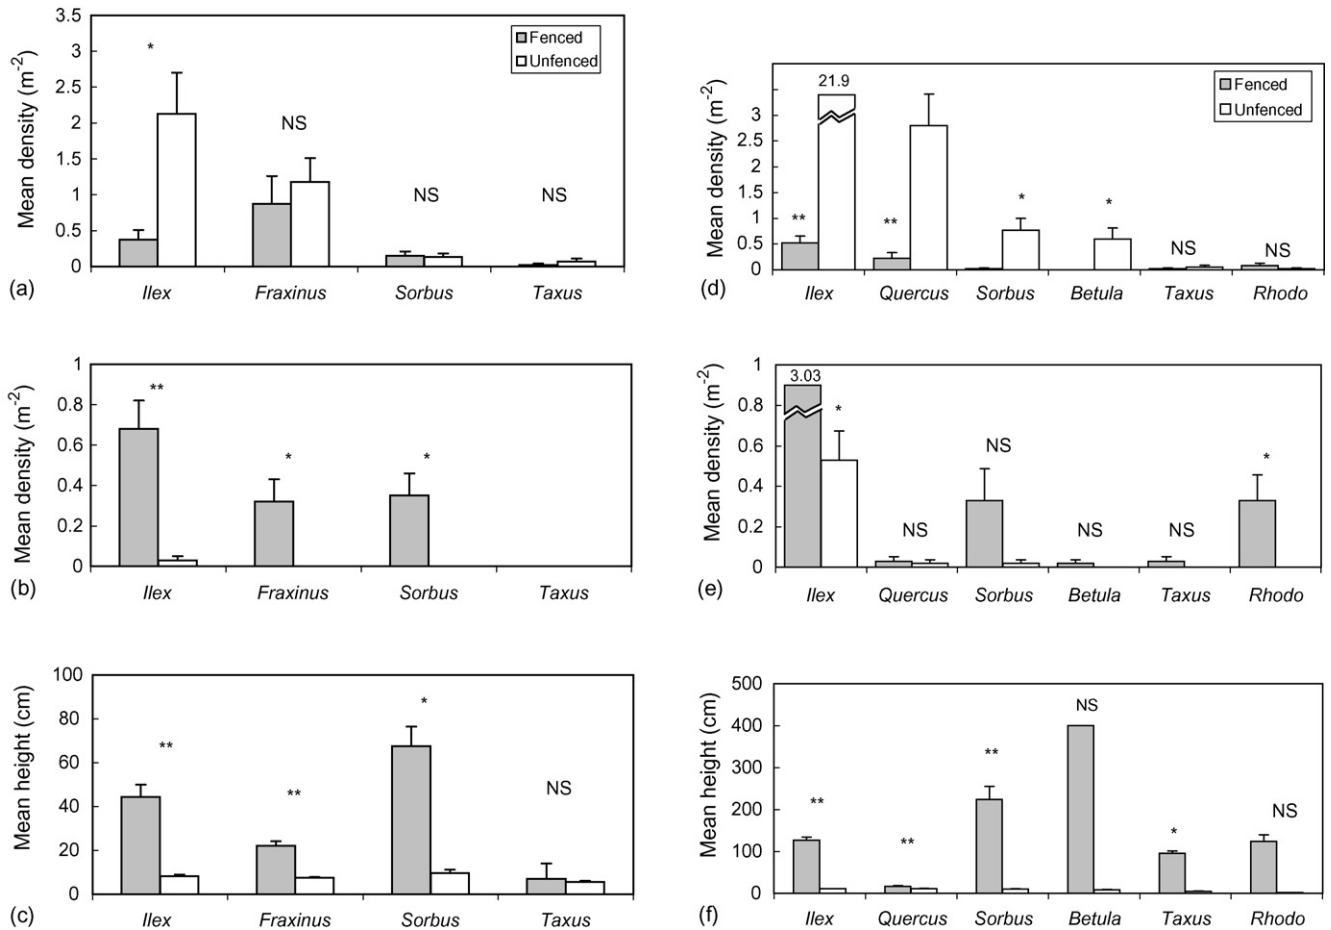 3.5
3
2.5
2
1.5
1
0.5
0
Mean density (m⁻²)
Fenced
Unfenced
*
NS
NS
NS
(a)
Ilex Fraxinus Sorbus Taxus
1
0.8
0.6
0.4
0.2
0
Mean density (m⁻²)
**
*
*
(b)
Ilex Fraxinus Sorbus Taxus
100
80
60
40
20
0
Mean height (cm)
**
**
*
NS
(c)
Ilex Fraxinus Sorbus Taxus
3
2.5
2
1.5
1
0.5
0
Mean density (m⁻²)
21.9
Fenced
Unfenced
**
**
*
*
NS
NS
(d)
Ilex Quercus Sorbus Betula Taxus Rhodo
1
0.8
0.6
0.4
0.2
0
Mean density (m⁻²)
3.03
*
NS
NS
NS
NS
*
(e)
Ilex Quercus Sorbus Betula Taxus Rhodo
500
400
300
200
100
0
Mean height (cm)
**
**
**
NS
*
NS
(f)
Ilex Quercus Sorbus Betula Taxus Rhodo